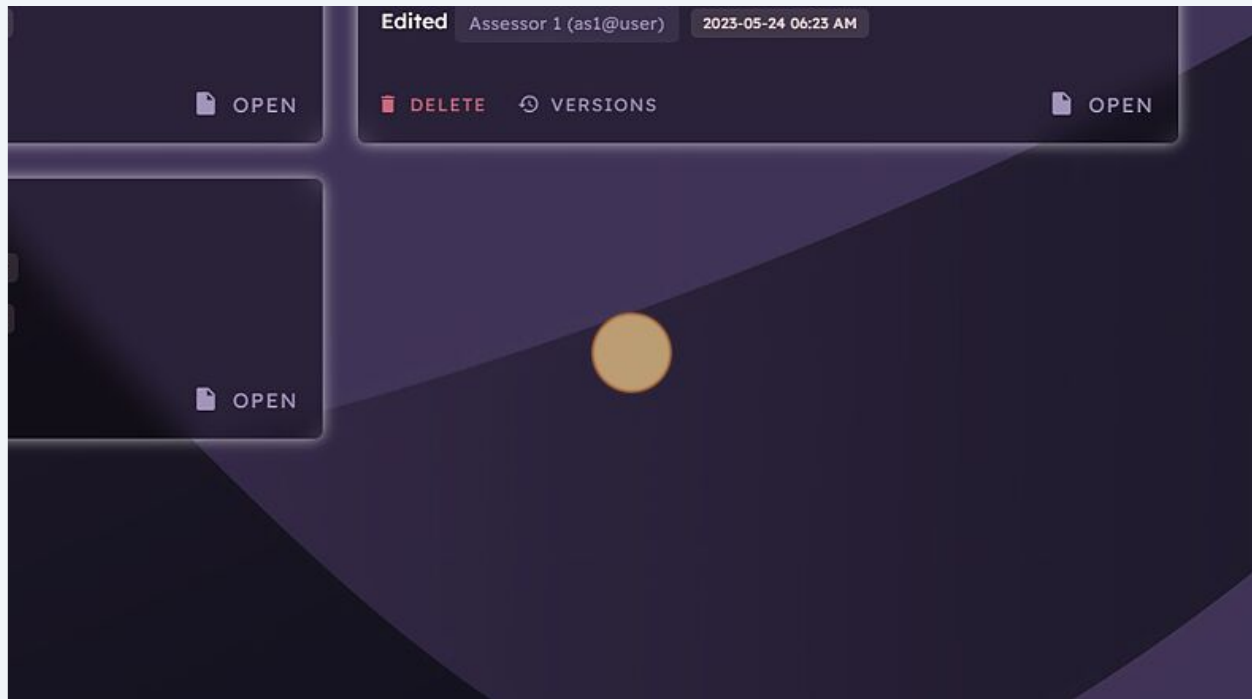 Edited Assessor 1 (as1@user) 2023-05-24 06:23 AM
OPEN DELETE VERSIONS OPEN
OPEN